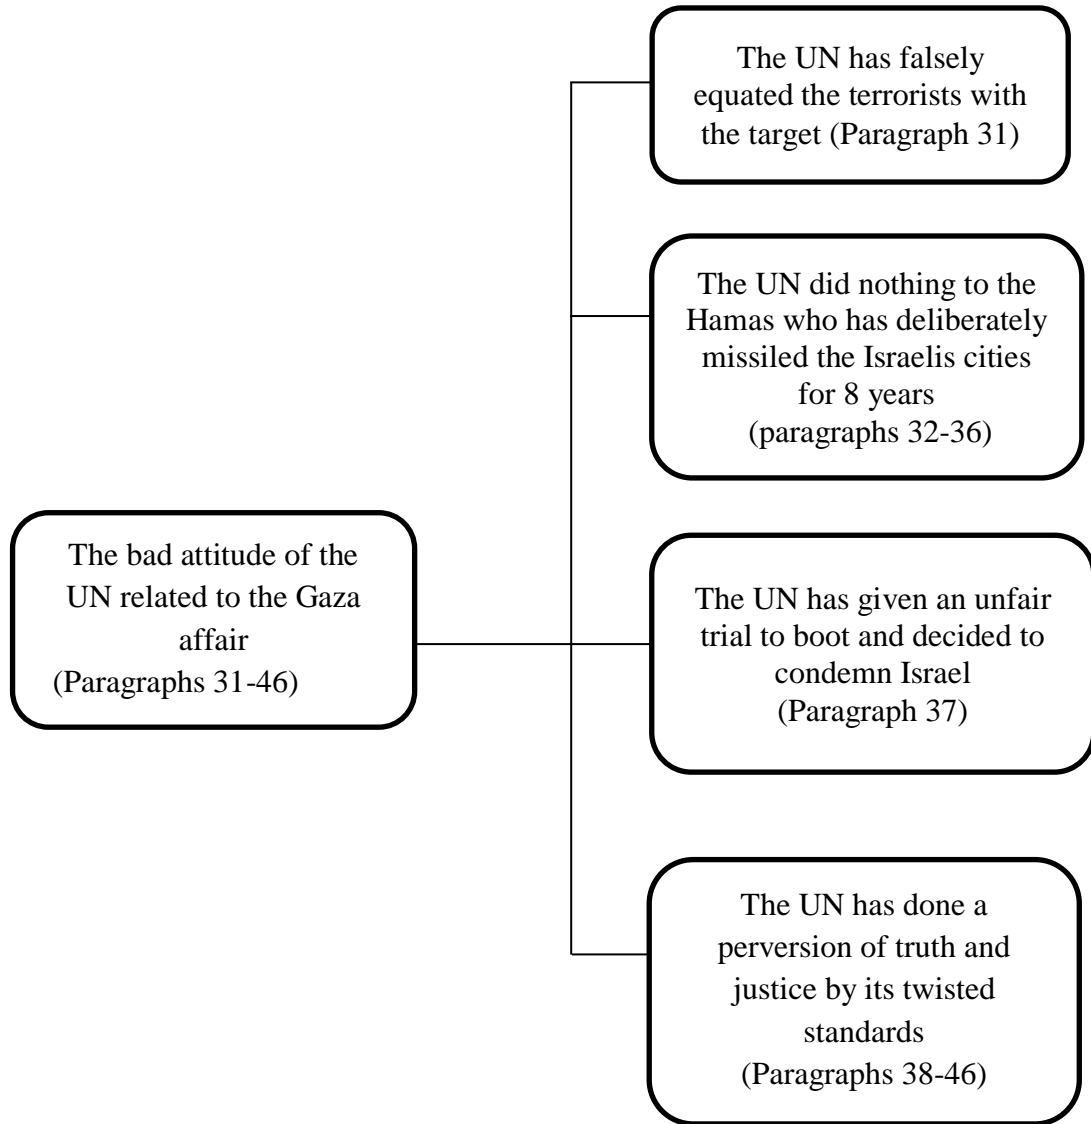 The UN has falsely
equated the terrorists with
the target (Paragraph 31)
The UN did nothing to the
Hamas who has deliberately
missiled the Israelis cities
for 8 years
(paragraphs 32-36)
The bad attitude of the
UN related to the Gaza
affair
(Paragraphs 31-46)
The UN has given an unfair
trial to boot and decided to
condemn Israel
(Paragraph 37)
The UN has done a
perversion of truth and
justice by its twisted
standards
(Paragraphs 38-46)